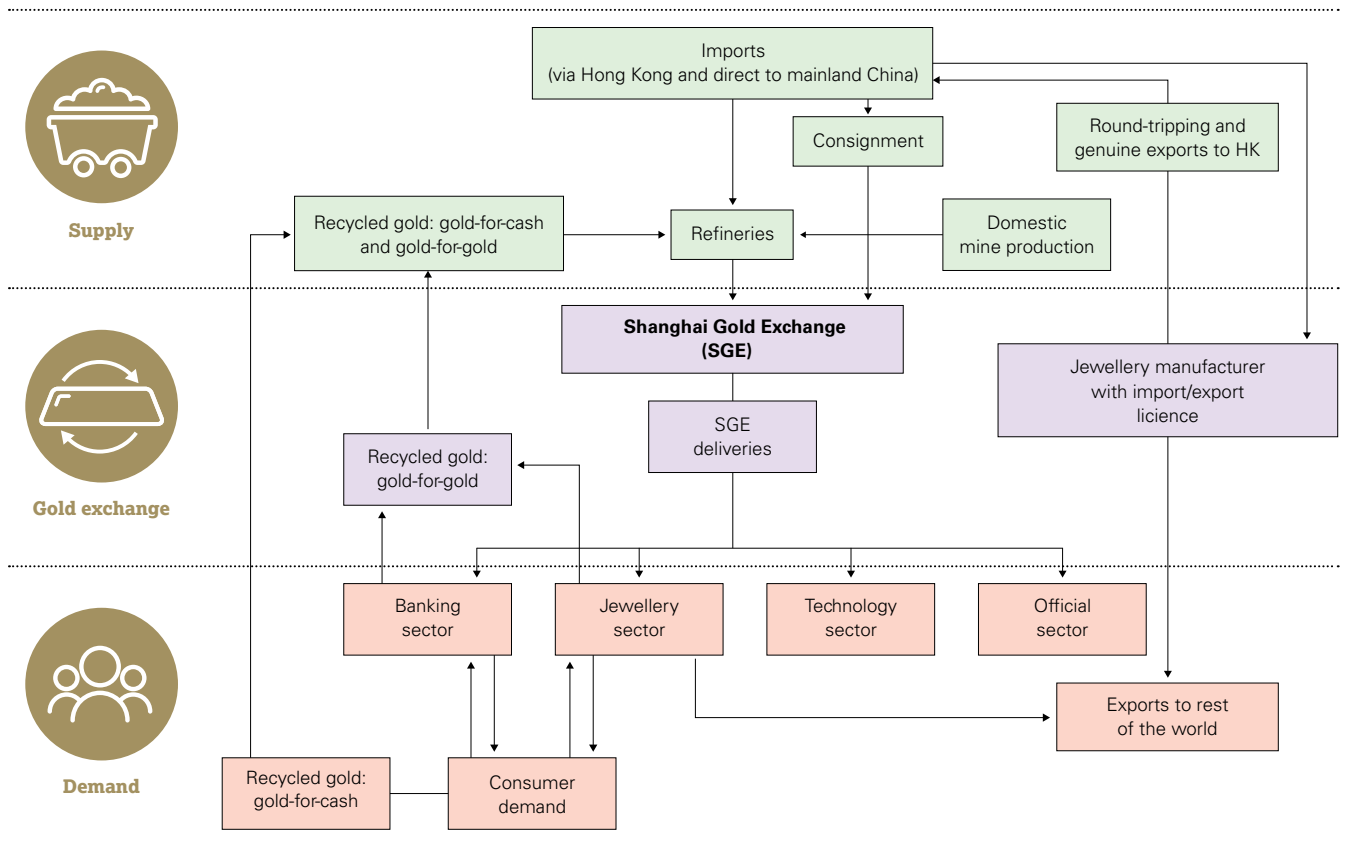 Imports
(via Hong Kong and direct to mainland China)
Consignment
Round-tripping and
genuine exports to HK
Supply
Recycled gold: gold-for-cash
and gold-for-gold
Refineries
Domestic
mine production
Shanghai Gold Exchange
(SGE)
Jewellery manufacturer
with import/export
licience
SGE
deliveries
Recycled gold:
gold-for-gold
Gold exchange
Banking
sector
Jewellery
sector
Technology
sector
Official
sector
Exports to rest
of the world
Demand
Recycled gold:
gold-for-cash
Consumer
demand